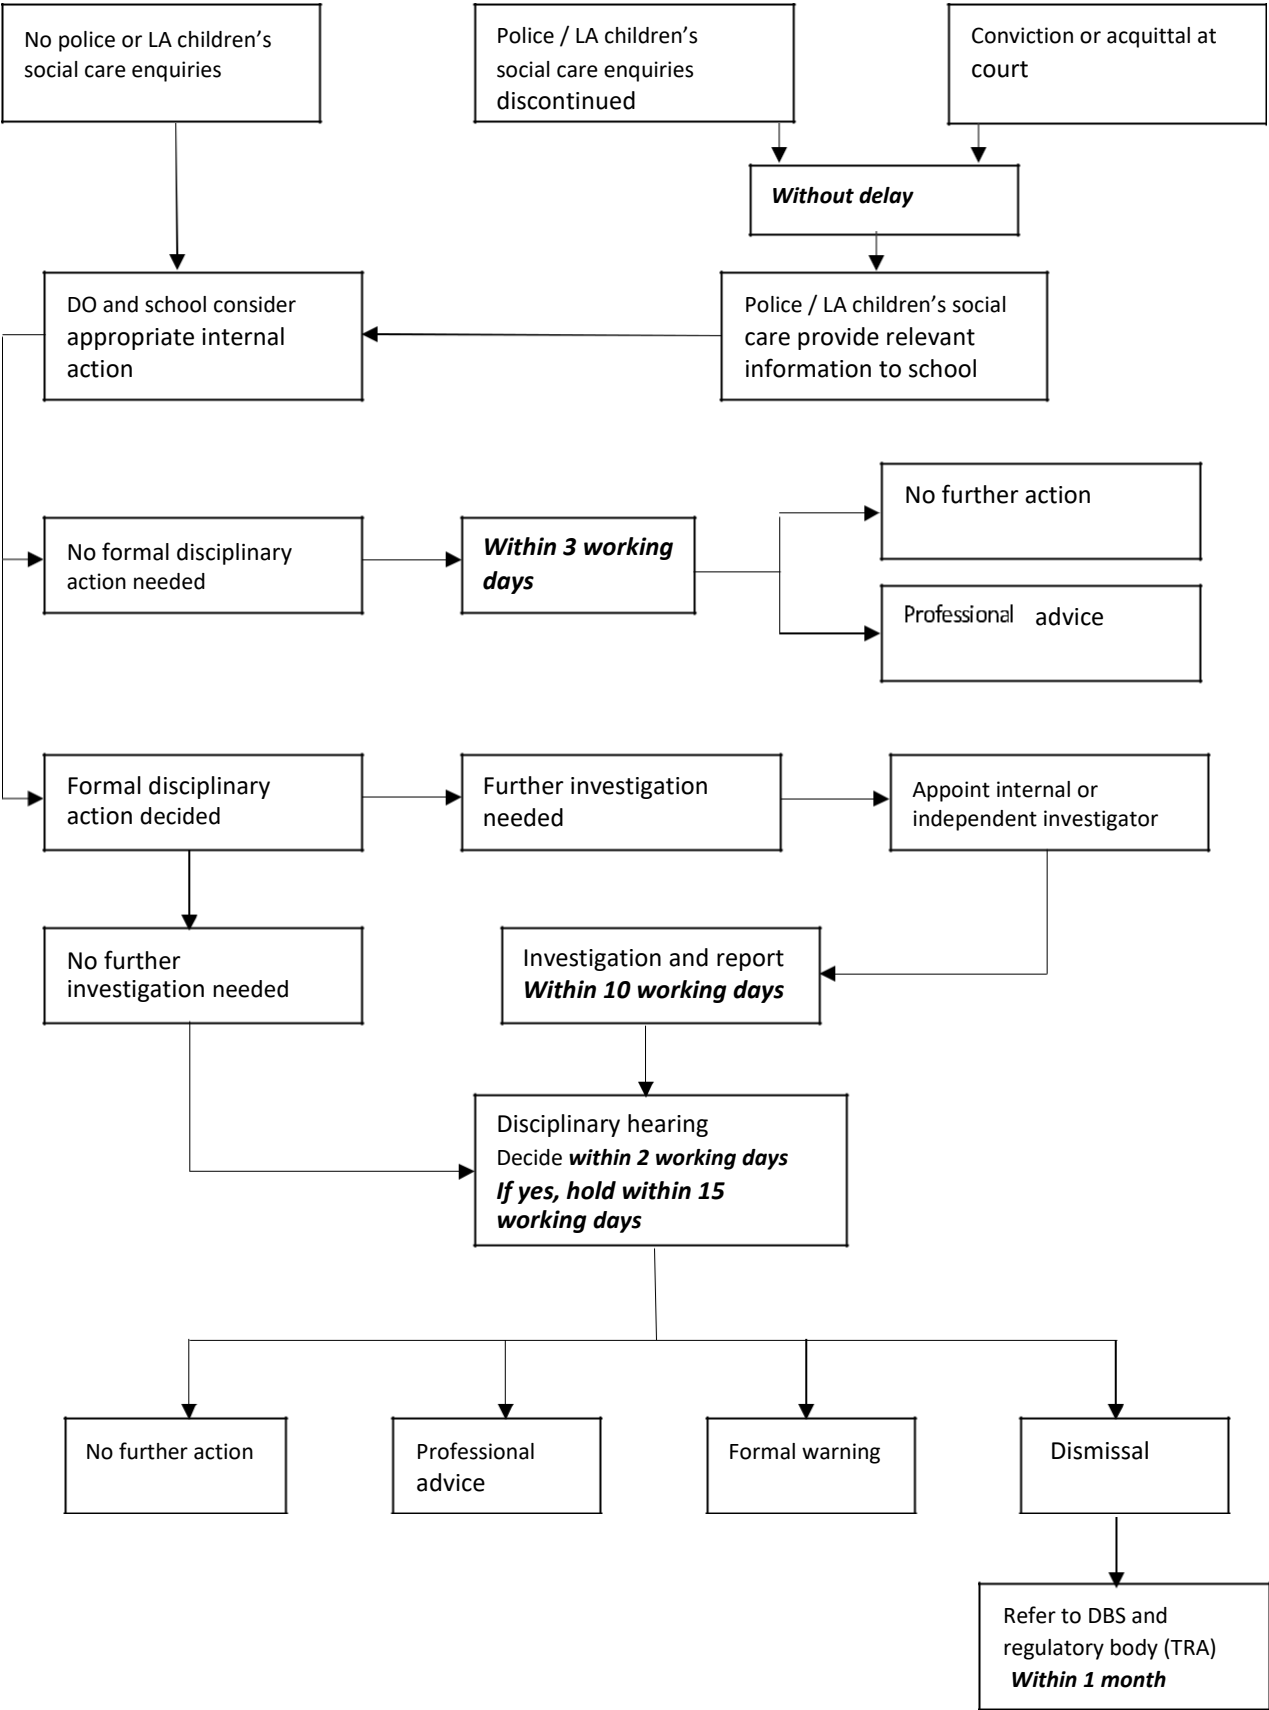 No police or LA children's
social care enquiries
Police / LA children's
social care enquiries
discontinued
Conviction or acquittal at
court
Without delay
DO and school consider
appropriate internal
action
Police / LA children's social
care provide relevant
information to school
No further action
No formal disciplinary
action needed
Within 3 working
days
Professional advice
Formal disciplinary
action decided
Further investigation
needed
Appoint internal or
independent investigator
No further
investigation needed
Investigation and report
Within 10 working days
Disciplinary hearing
Decide within 2 working days
If yes, hold within 15
working days
No further action
Professional
advice
Formal warning
Dismissal
Refer to DBS and
regulatory body (TRA)
Within 1 month